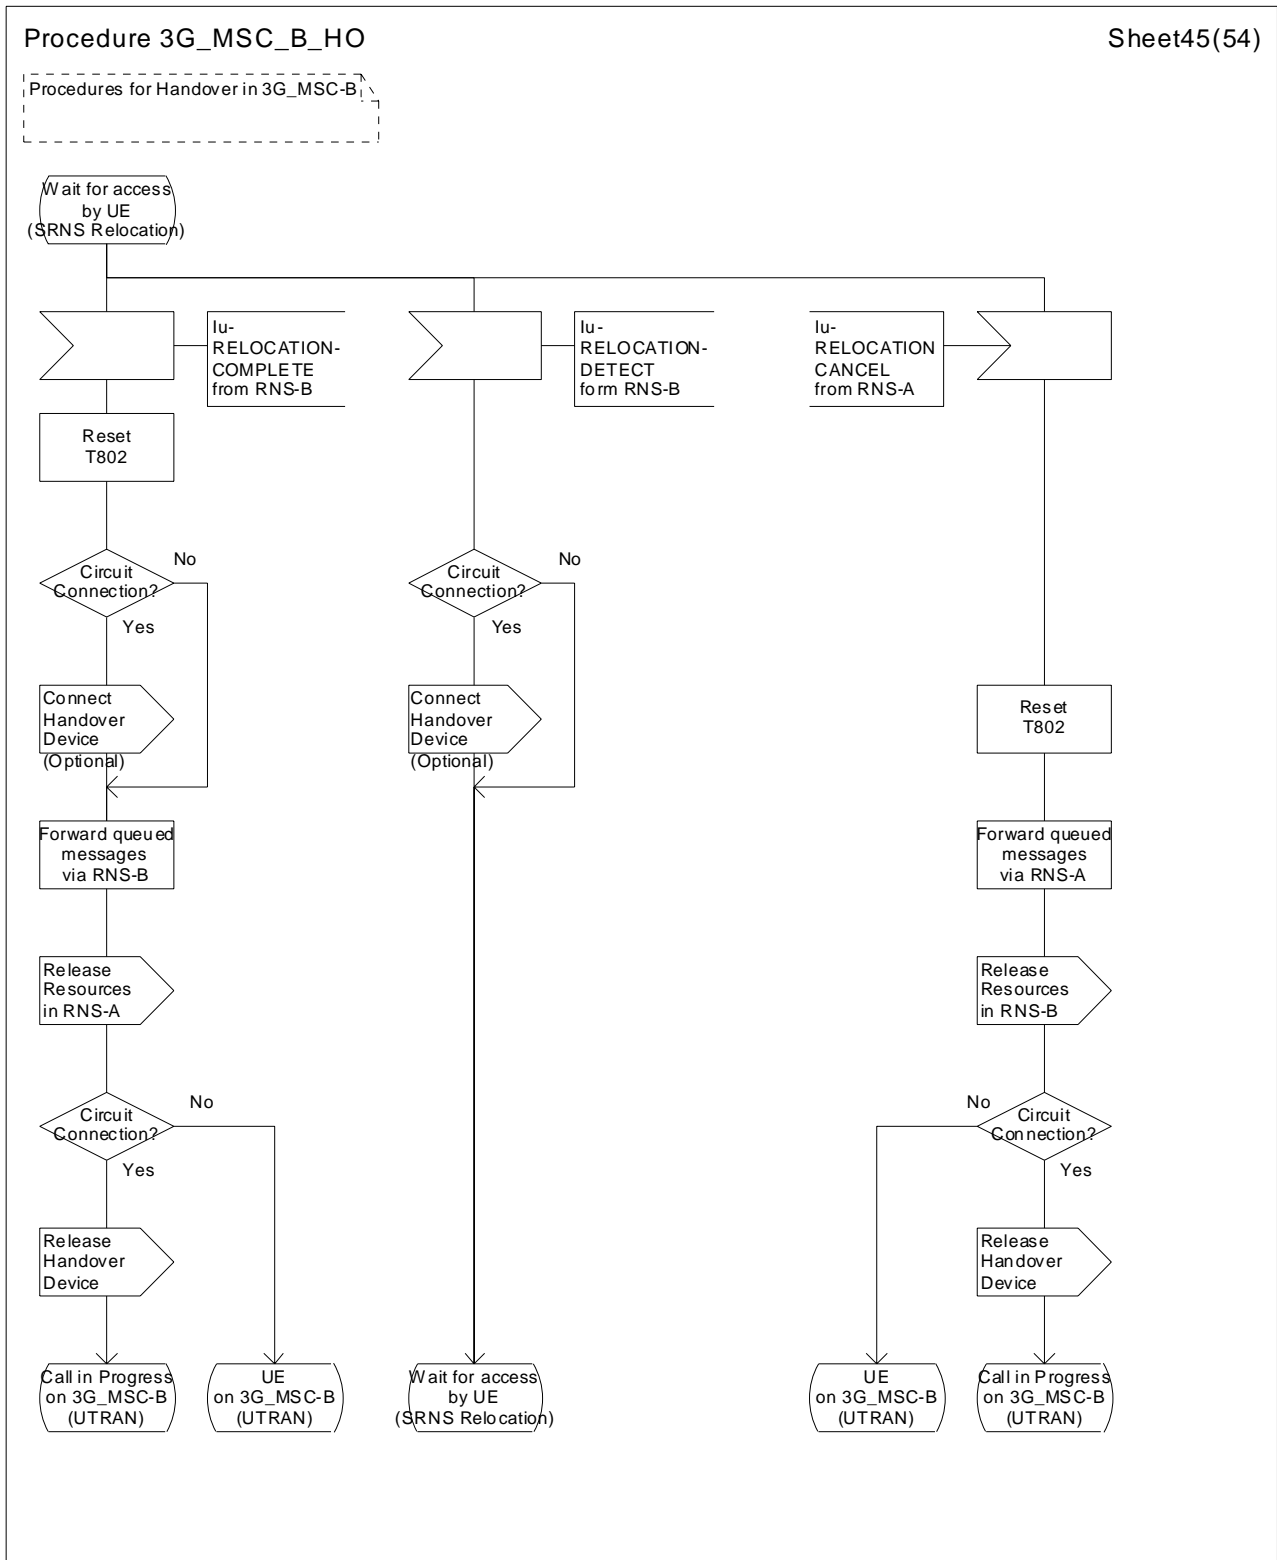 Procedure 3G_MSC_B_HO
Sheet45(54)
Procedures for Handover in 3G_MSC-B
Wait for access
by UE
(SRNS Relocation)
Iu-
RELOCATION-
COMPLETE
from RNS-B
Iu-
RELOCATION-
DETECT
form RNS-B
Iu-
RELOCATION
CANCEL
from RNS-A
Reset
T802
Circuit
Connection?
No
Yes
Circuit
Connection?
No
Yes
Connect
Handover
Device
(Optional)
Connect
Handover
Device
(Optional)
Reset
T802
Forward queued
messages
via RNS-B
Forward queued
messages
via RNS-A
Release
Resources
in RNS-A
Release
Resources
in RNS-B
Circuit
Connection?
No
Yes
No
Circuit
Connection?
Yes
Release
Handover
Device
Release
Handover
Device
Call in Progress
on 3G_MSC-B
(UTRAN)
UE
on 3G_MSC-B
(UTRAN)
Wait for access
by UE
(SRNS Relocation)
UE
on 3G_MSC-B
(UTRAN)
Call in Progress
on 3G_MSC-B
(UTRAN)